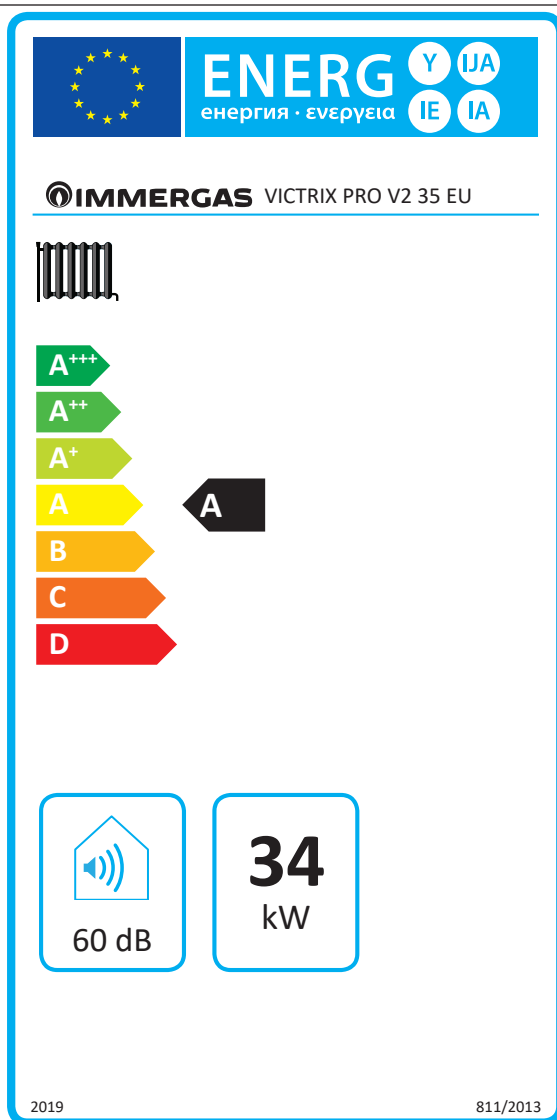 ENERG Y IJA
енергия · ενεργεια IE IA
IMMERGAS VICTRIX PRO V2 35 EU
A+++
A++
A+
A A
B
C
D
60 dB
34
kW
2019 811/2013